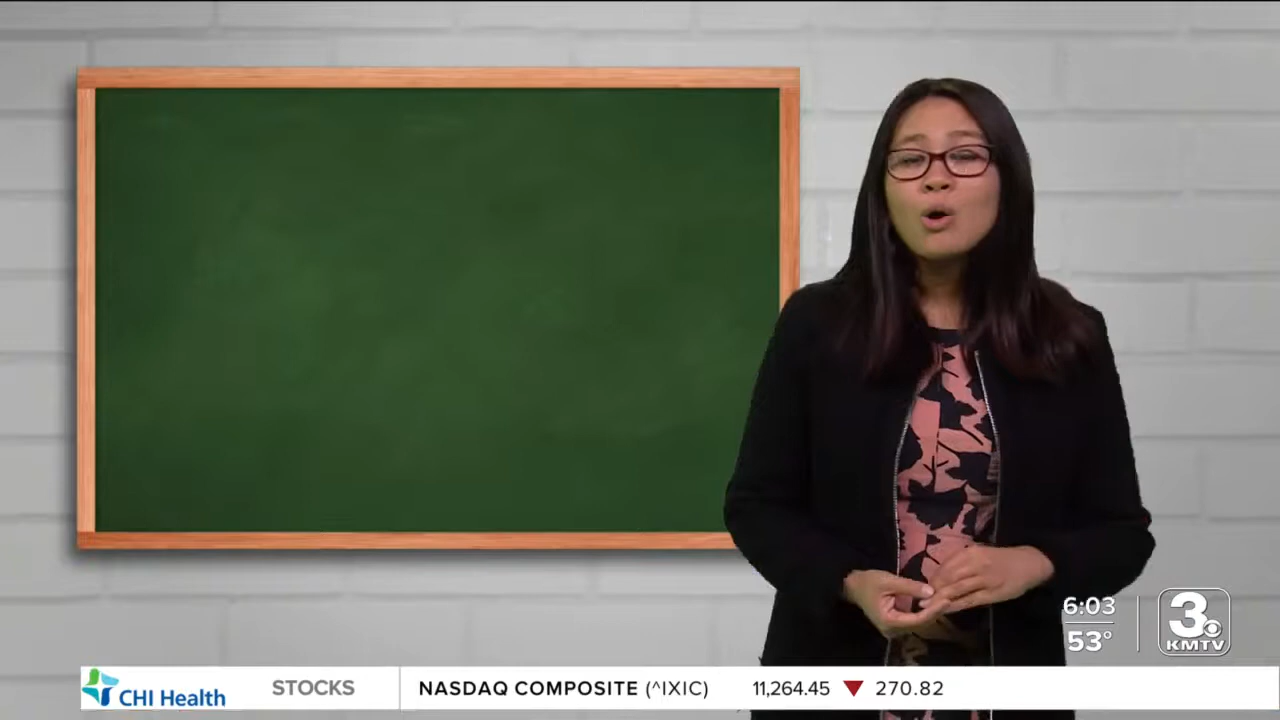 6:03
53°
3
KMTV
CHI Health
STOCKS
NASDAQ COMPOSITE (^IXIC)
11,264.45 ▼ 270.82